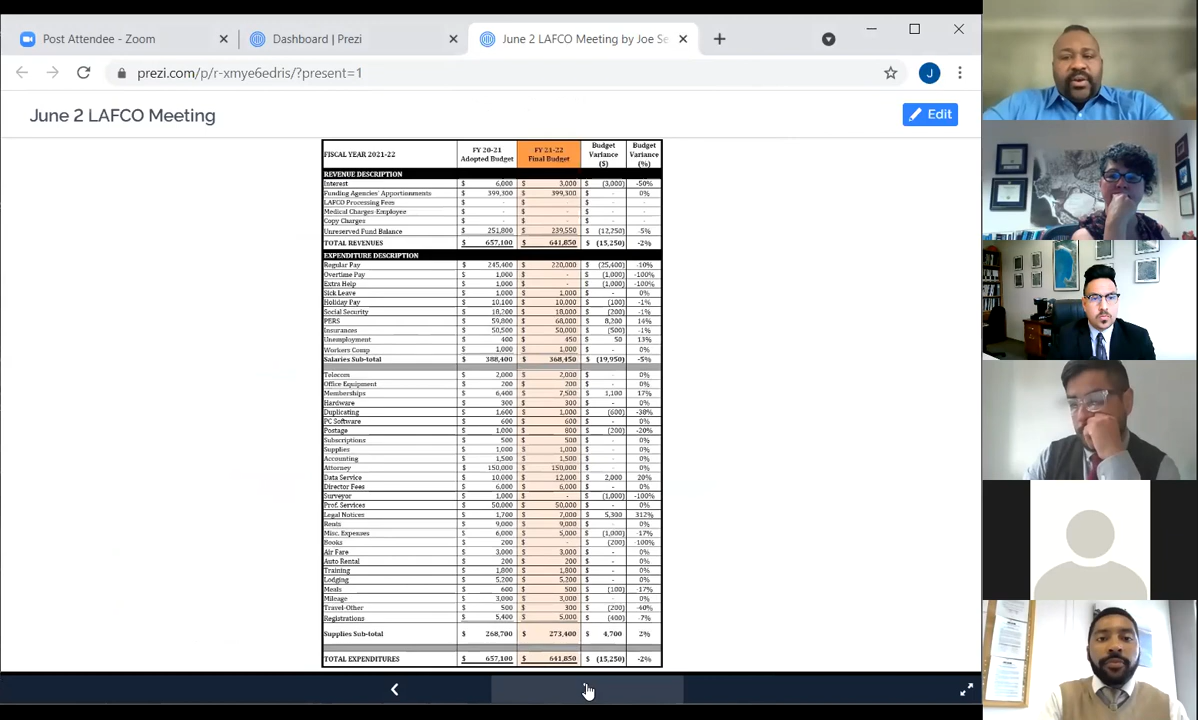 Post Attendee - Zoom
Dashboard | Prezi
June 2 LAFCO Meeting by Joe Se
prezi.com/p/r-xmye6edris/?present=1
J
June 2 LAFCO Meeting
Edit
FISCAL YEAR 2021-22 FY 20-21 Adopted Budget FY 21-22 Final Budget Budget Variance ($) Budget Variance (%)
REVENUE DESCRIPTION
Interest $ 6,000 $ 3,000 $ (3,000) -50%
Funding Agencies' Apportionments $ 399,300 $ 399,300 $ - 0%
LAFCO Processing Fees $ - $ - $ - -
Medical Charges-Employee $ - $ - $ - -
Copy Charges $ - $ - $ - -
Unreserved Fund Balance $ 251,800 $ 239,550 $ (12,250) -5%
TOTAL REVENUES $ 657,100 $ 641,850 $ (15,250) -2%
EXPENDITURE DESCRIPTION
Regular Pay $ 245,400 $ 220,000 $ (25,400) -10%
Overtime Pay $ 1,000 $ - $ (1,000) -100%
Extra Help $ 1,000 $ - $ (1,000) -100%
Sick Leave $ 1,000 $ 1,000 $ - 0%
Holiday Pay $ 10,100 $ 10,000 $ (100) -1%
Social Security $ 18,200 $ 18,000 $ (200) -1%
PERS $ 59,800 $ 68,000 $ 8,200 14%
Insurances $ 50,500 $ 50,000 $ (500) -1%
Unemployment $ 400 $ 450 $ 50 13%
Workers Comp $ 1,000 $ 1,000 $ - 0%
Salaries Sub-total $ 388,400 $ 368,450 $ (19,950) -5%
Telecom $ 2,000 $ 2,000 $ - 0%
Office Equipment $ 200 $ 200 $ - 0%
Memberships $ 6,400 $ 7,500 $ 1,100 17%
Hardware $ 300 $ 300 $ - 0%
Duplicating $ 1,600 $ 1,000 $ (600) -38%
PC Software $ 600 $ 600 $ - 0%
Postage $ 1,000 $ 800 $ (200) -20%
Subscriptions $ 500 $ 500 $ - 0%
Supplies $ 1,000 $ 1,000 $ - 0%
Accounting $ 1,500 $ 1,500 $ - 0%
Attorney $ 150,000 $ 150,000 $ - 0%
Data Service $ 10,000 $ 12,000 $ 2,000 20%
Director Fees $ 6,000 $ 6,000 $ - 0%
Surveyor $ 1,000 $ - $ (1,000) -100%
Prof. Services $ 50,000 $ 50,000 $ - 0%
Legal Notices $ 1,700 $ 7,000 $ 5,300 312%
Rents $ 9,000 $ 9,000 $ - 0%
Misc. Expenses $ 6,000 $ 5,000 $ (1,000) -17%
Books $ 200 $ - $ (200) -100%
Air Fare $ 3,000 $ 3,000 $ - 0%
Auto Rental $ 200 $ 200 $ - 0%
Training $ 1,800 $ 1,800 $ - 0%
Lodging $ 5,200 $ 5,200 $ - 0%
Meals $ 600 $ 500 $ (100) -17%
Mileage $ 3,000 $ 3,000 $ - 0%
Travel-Other $ 500 $ 300 $ (200) -40%
Registrations $ 5,400 $ 5,000 $ (400) -7%
Supplies Sub-total $ 268,700 $ 273,400 $ 4,700 2%
TOTAL EXPENDITURES $ 657,100 $ 641,850 $ (15,250) -2%